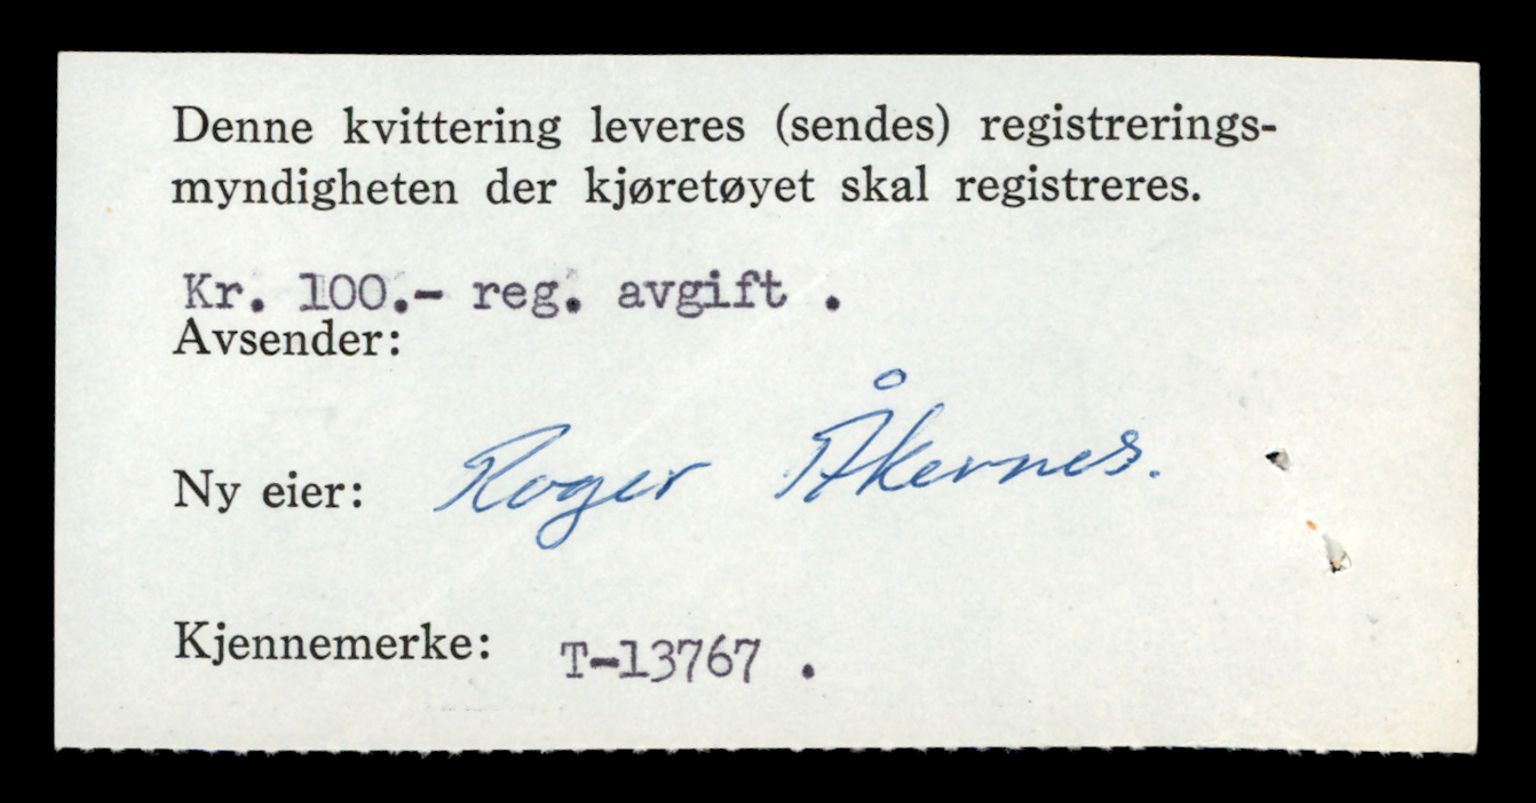 Denne kvittering leveres (sendes) registrerings-
myndigheten der kjøretøyet skal registreres.
Kr. 100.- reg. avgift .
Avsender:
Ny eier: Roger Åkernes.
Kjennemerke: T-13767 .